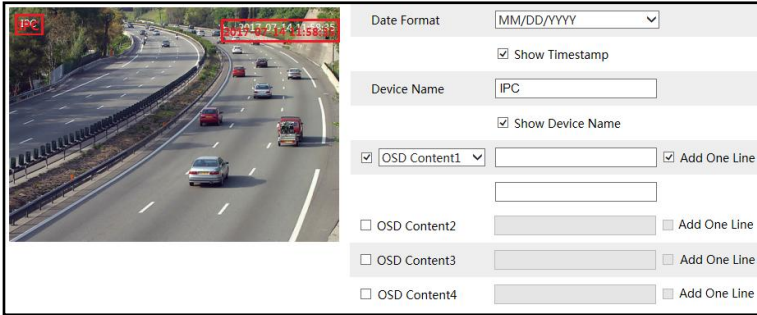 IPC
2017-07-14 11:58:35
Date Format
MM/DD/YYYY
Show Timestamp
Device Name
IPC
Show Device Name
OSD Content1
Add One Line
OSD Content2
Add One Line
OSD Content3
Add One Line
OSD Content4
Add One Line